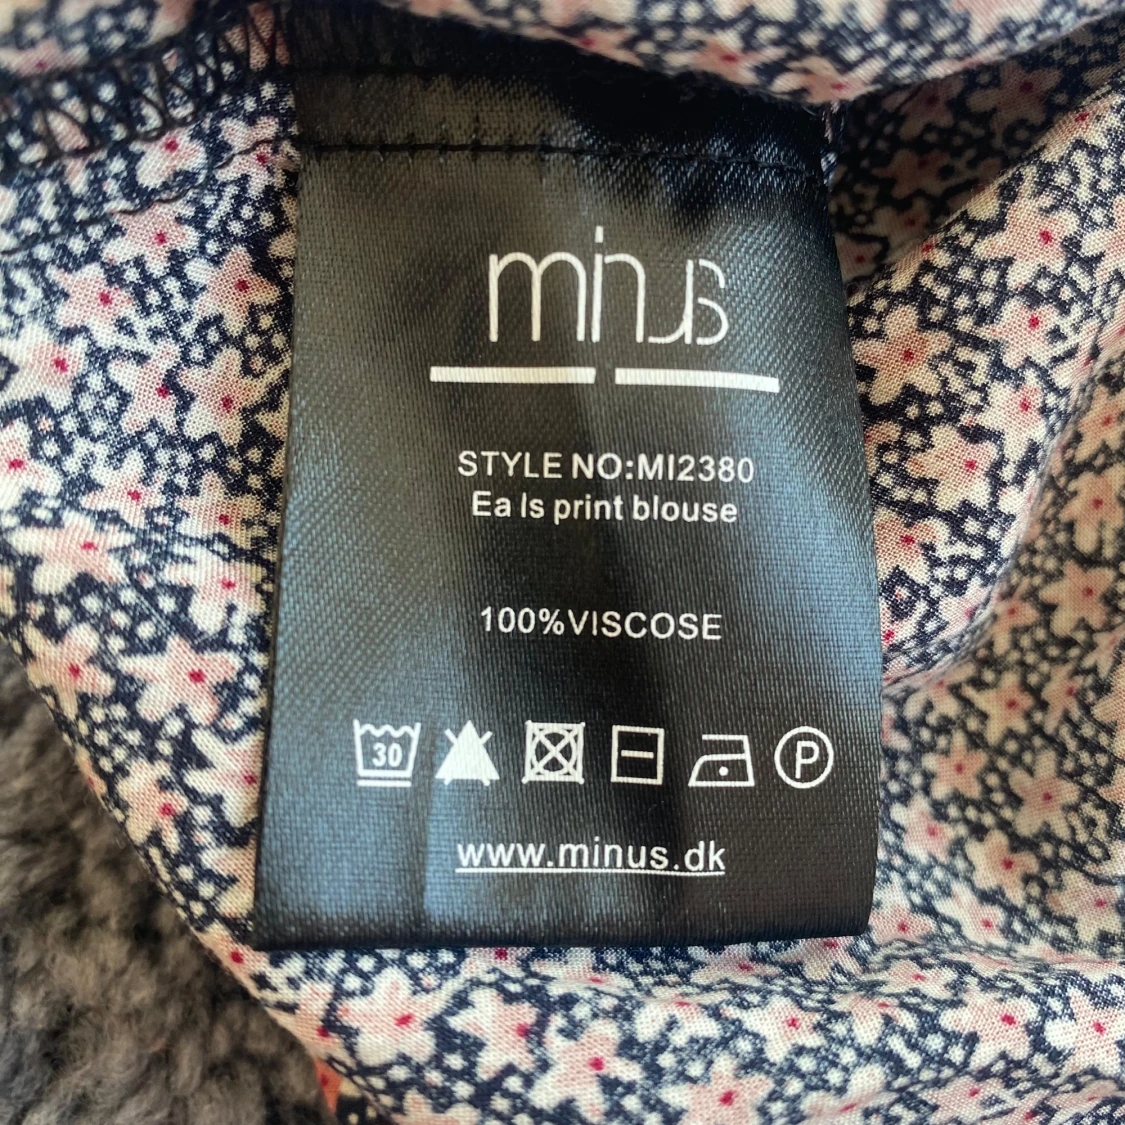 minus
STYLE NO:MI2380
Ea ls print blouse
100%VISCOSE
30 P
www.minus.dk